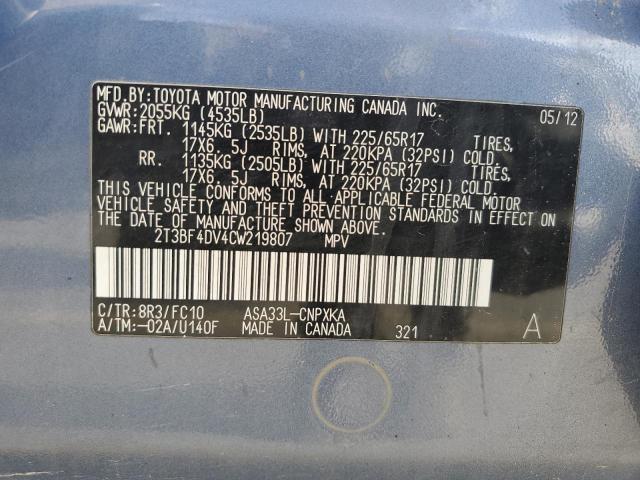 MFD.BY:TOYOTA MOTOR MANUFACTURING CANADA INC.
GVWR:2055KG (4535LB) 05/12
GAWR:FRT. 1145KG (2535LB) WITH 225/65R17 TIRES,
17X6.5J RIMS, AT 220KPA (32PSI) COLD.
RR. 1135KG (2505LB) WITH 225/65R17 TIRES,
17X6.5J RIMS, AT 220KPA (32PSI) COLD.
THIS VEHICLE CONFORMS TO ALL APPLICABLE FEDERAL MOTOR
VEHICLE SAFETY AND BUMPER STANDARDS IN EFFECT ON
THE DATE OF MANUFACTURE SHOWN ABOVE.
2T3BF4DV4CW219807 MPV
C/TR:8R3/FC10 ASA33L-CNPXKA
A/TM:-02A/U140F MADE IN CANADA 321 A